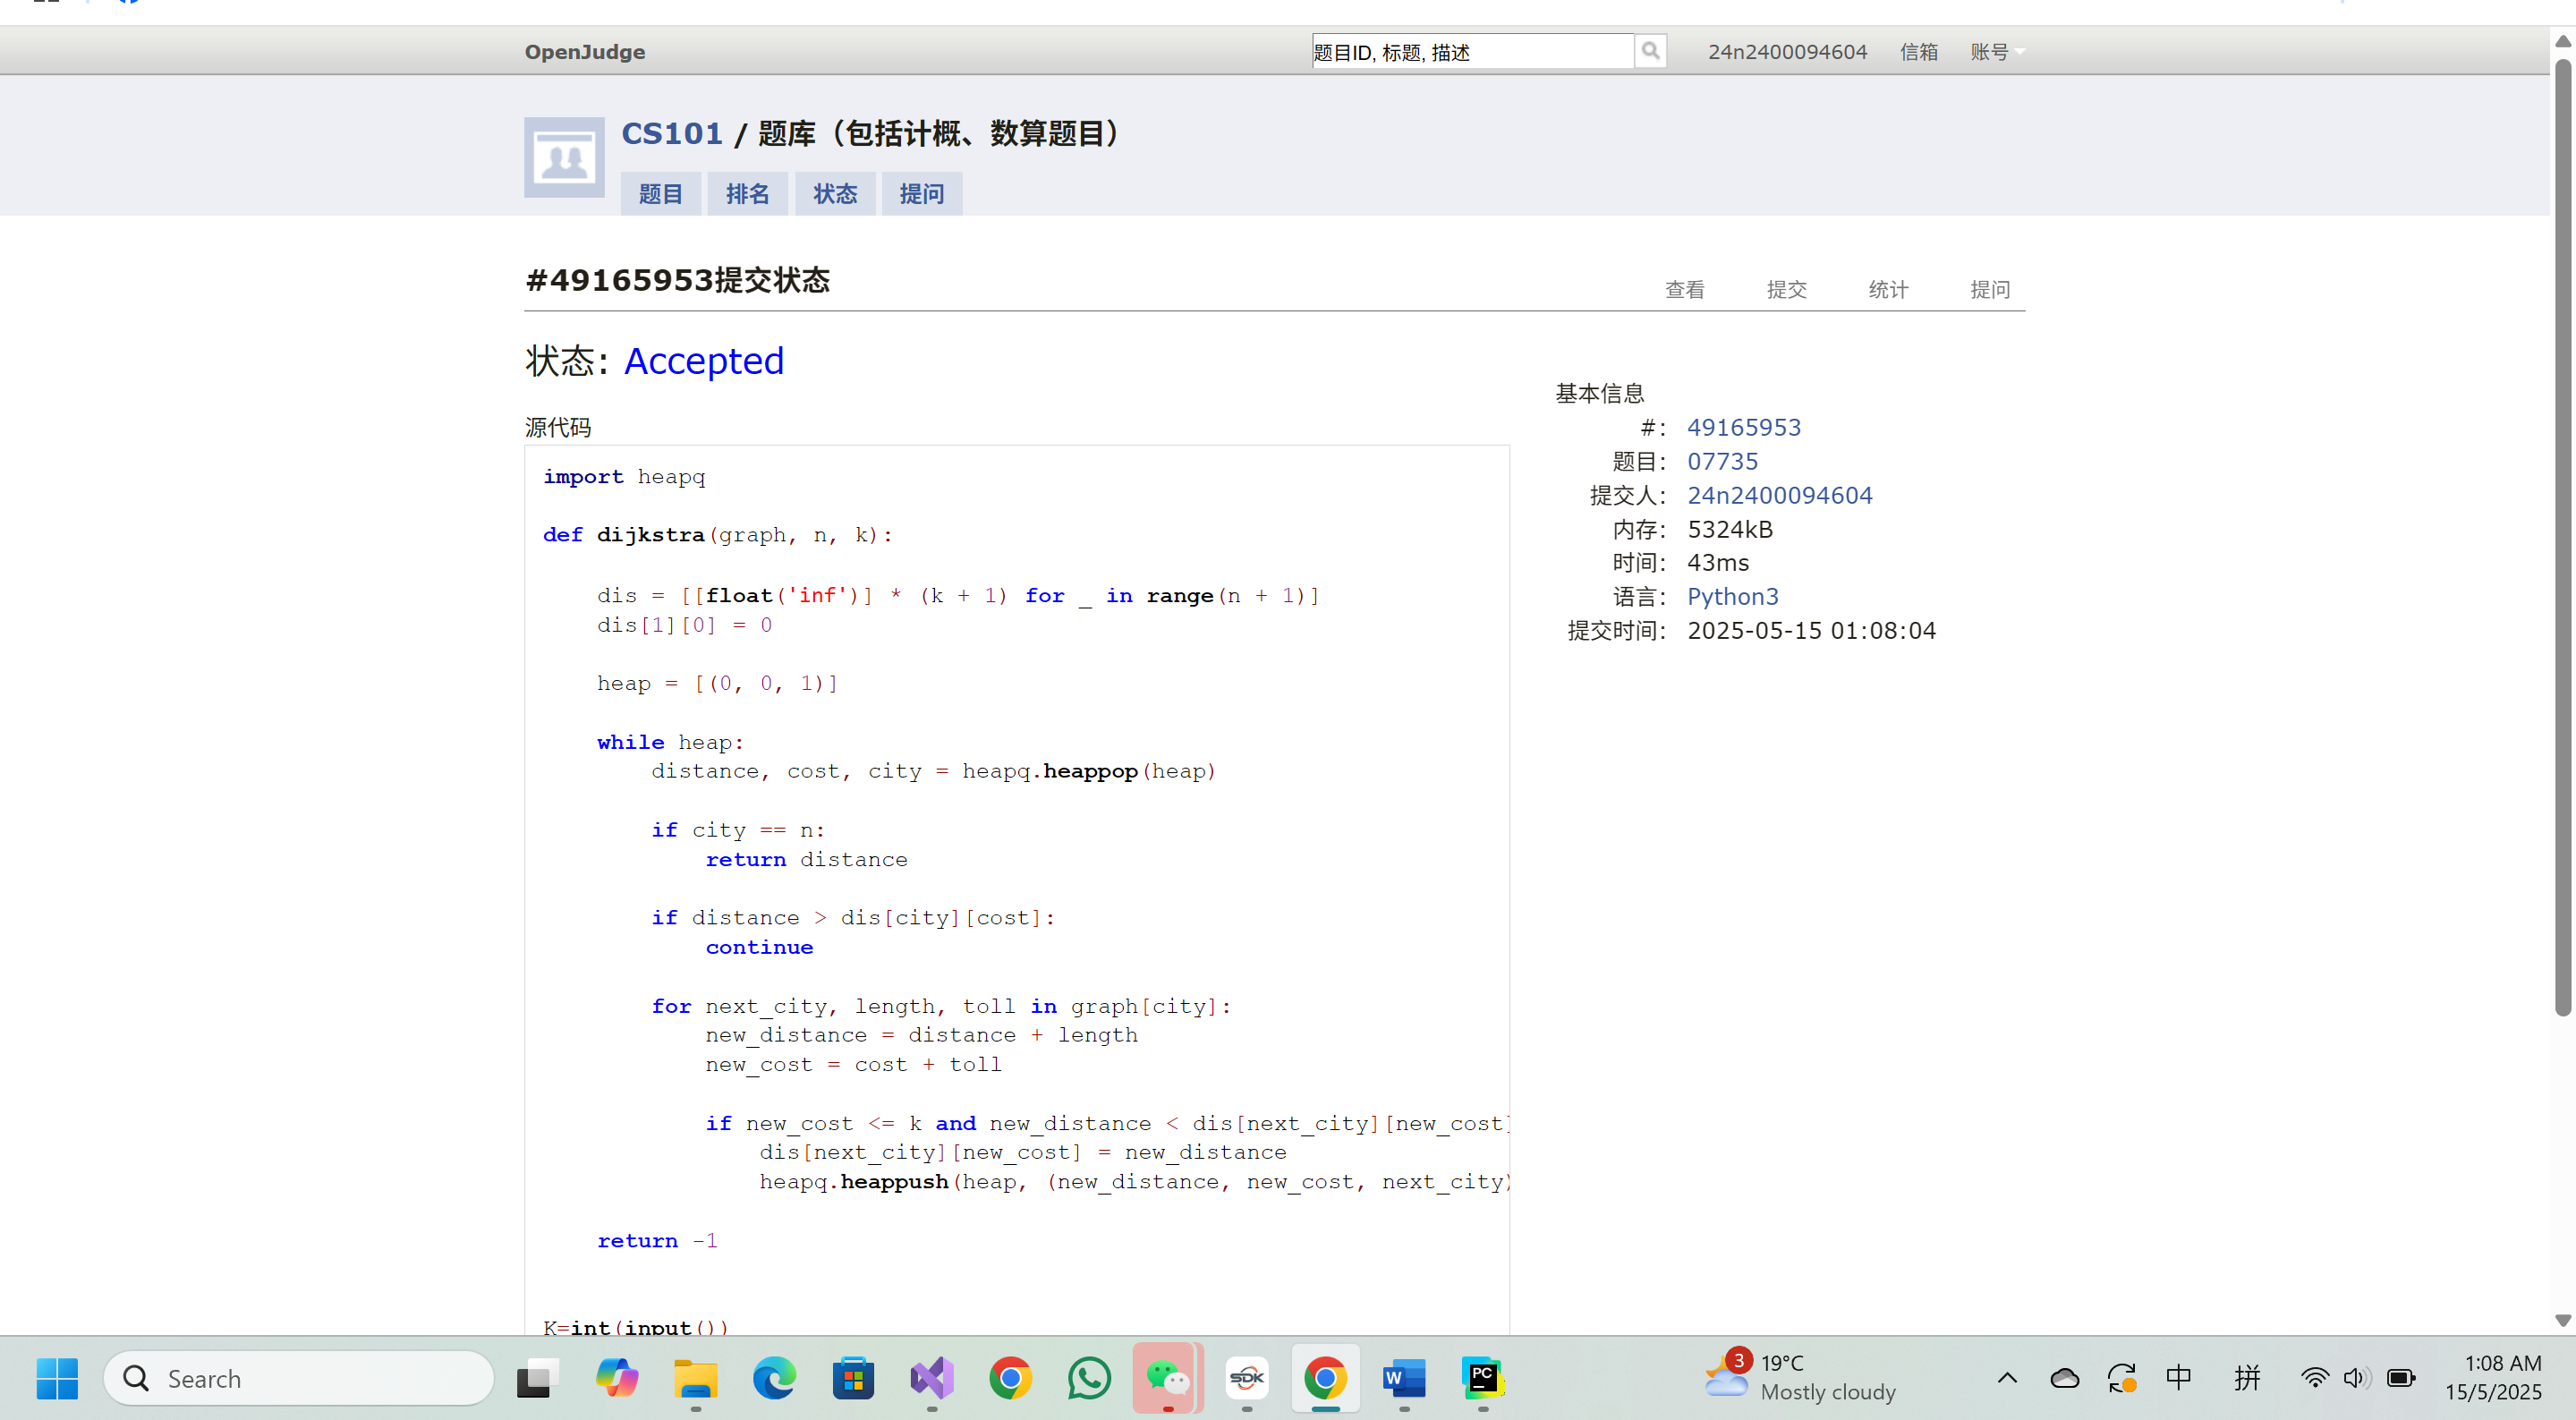 OpenJudge
题目ID, 标题, 描述
24n2400094604
信箱
账号
CS101 / 题库（包括计概、数算题目）
题目
排名
状态
提问
#49165953提交状态
查看
提交
统计
提问
状态: Accepted
源代码
import heapq
def dijkstra(graph, n, k):
    dis = [[float('inf')] * (k + 1) for _ in range(n + 1)]
    dis[1][0] = 0
    heap = [(0, 0, 1)]
    while heap:
        distance, cost, city = heapq.heappop(heap)
        if city == n:
            return distance
        if distance > dis[city][cost]:
            continue
        for next_city, length, toll in graph[city]:
            new_distance = distance + length
            new_cost = cost + toll
            if new_cost <= k and new_distance < dis[next_city][new_cost]
                dis[next_city][new_cost] = new_distance
                heapq.heappush(heap, (new_distance, new_cost, next_city)
    return -1
K=int(input())
基本信息
#: 49165953
题目: 07735
提交人: 24n2400094604
内存: 5324kB
时间: 43ms
语言: Python3
提交时间: 2025-05-15 01:08:04
Search
SDK
W
PC
3
19°C
Mostly cloudy
中
拼
1:08 AM
15/5/2025